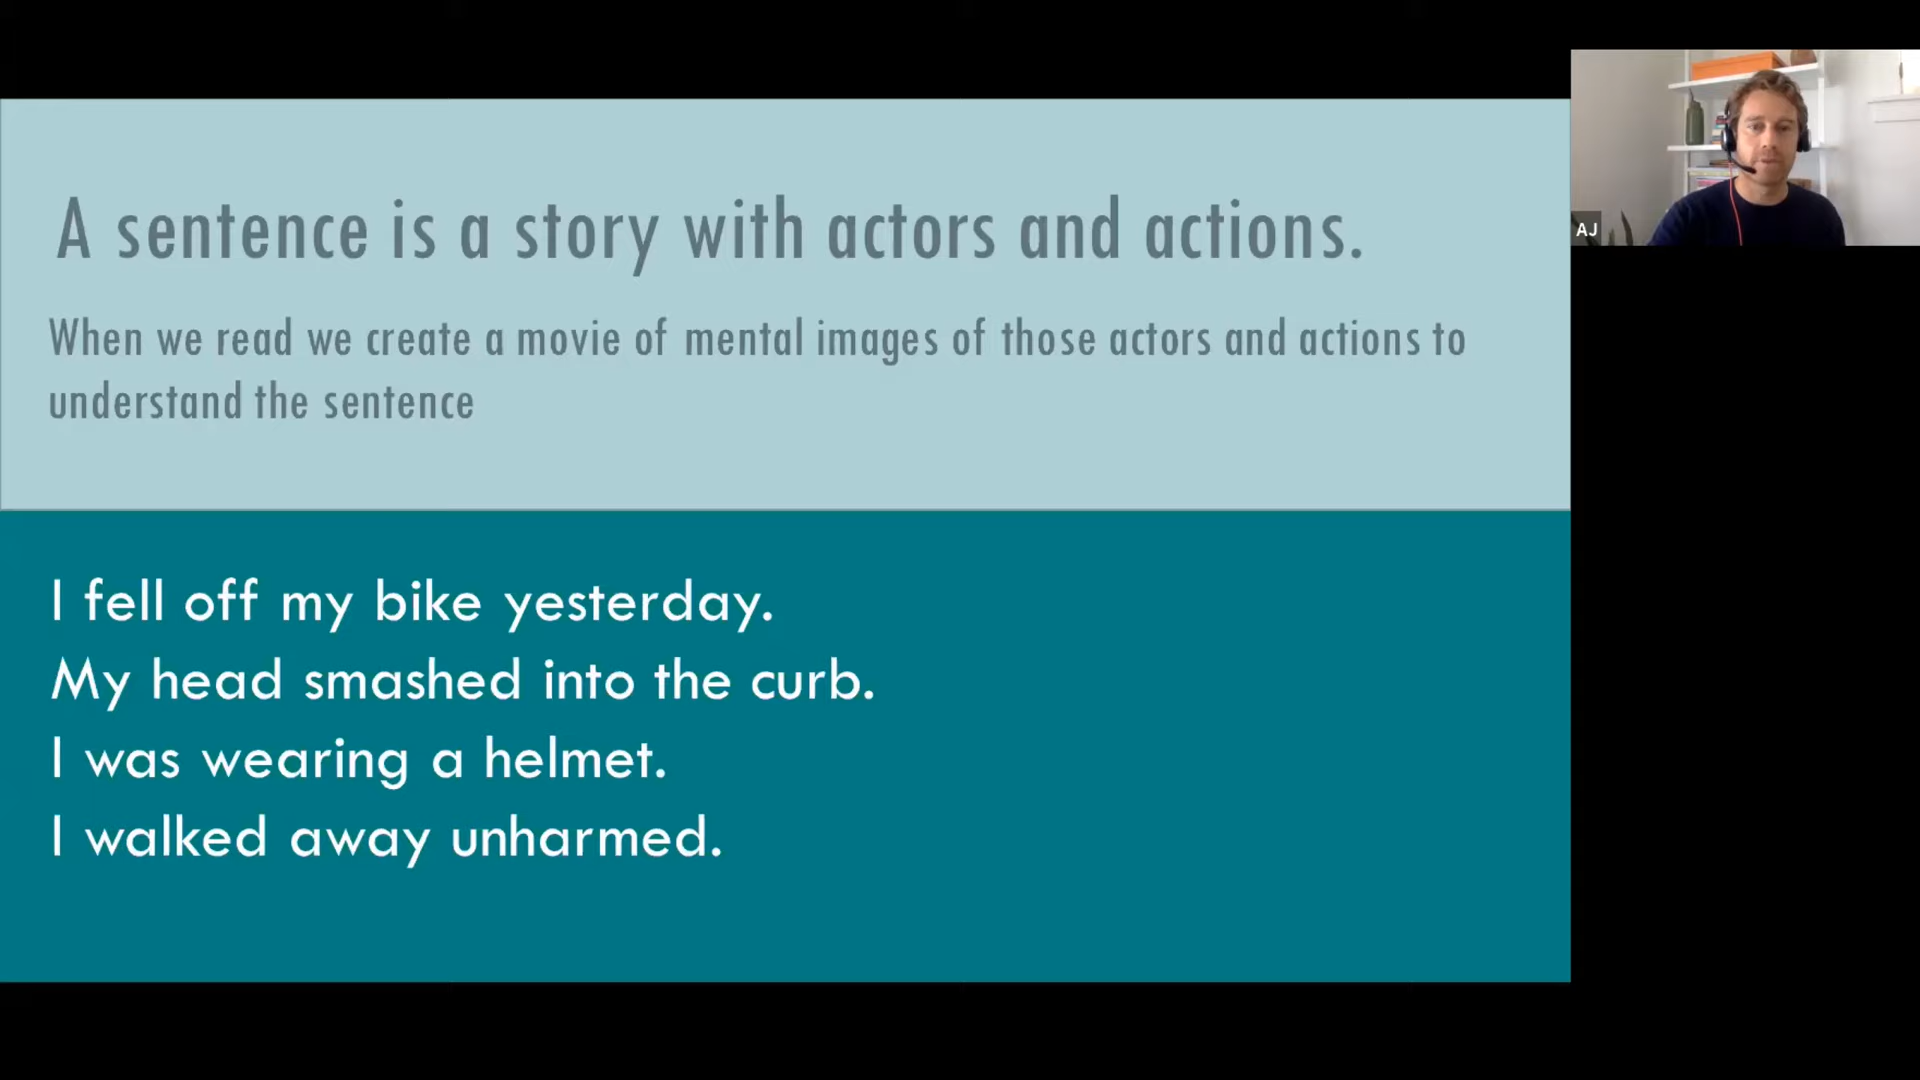 A sentence is a story with actors and actions.
When we read we create a movie of mental images of those actors and actions to
understand the sentence
I fell off my bike yesterday.
My head smashed into the curb.
I was wearing a helmet.
I walked away unharmed.
AJ